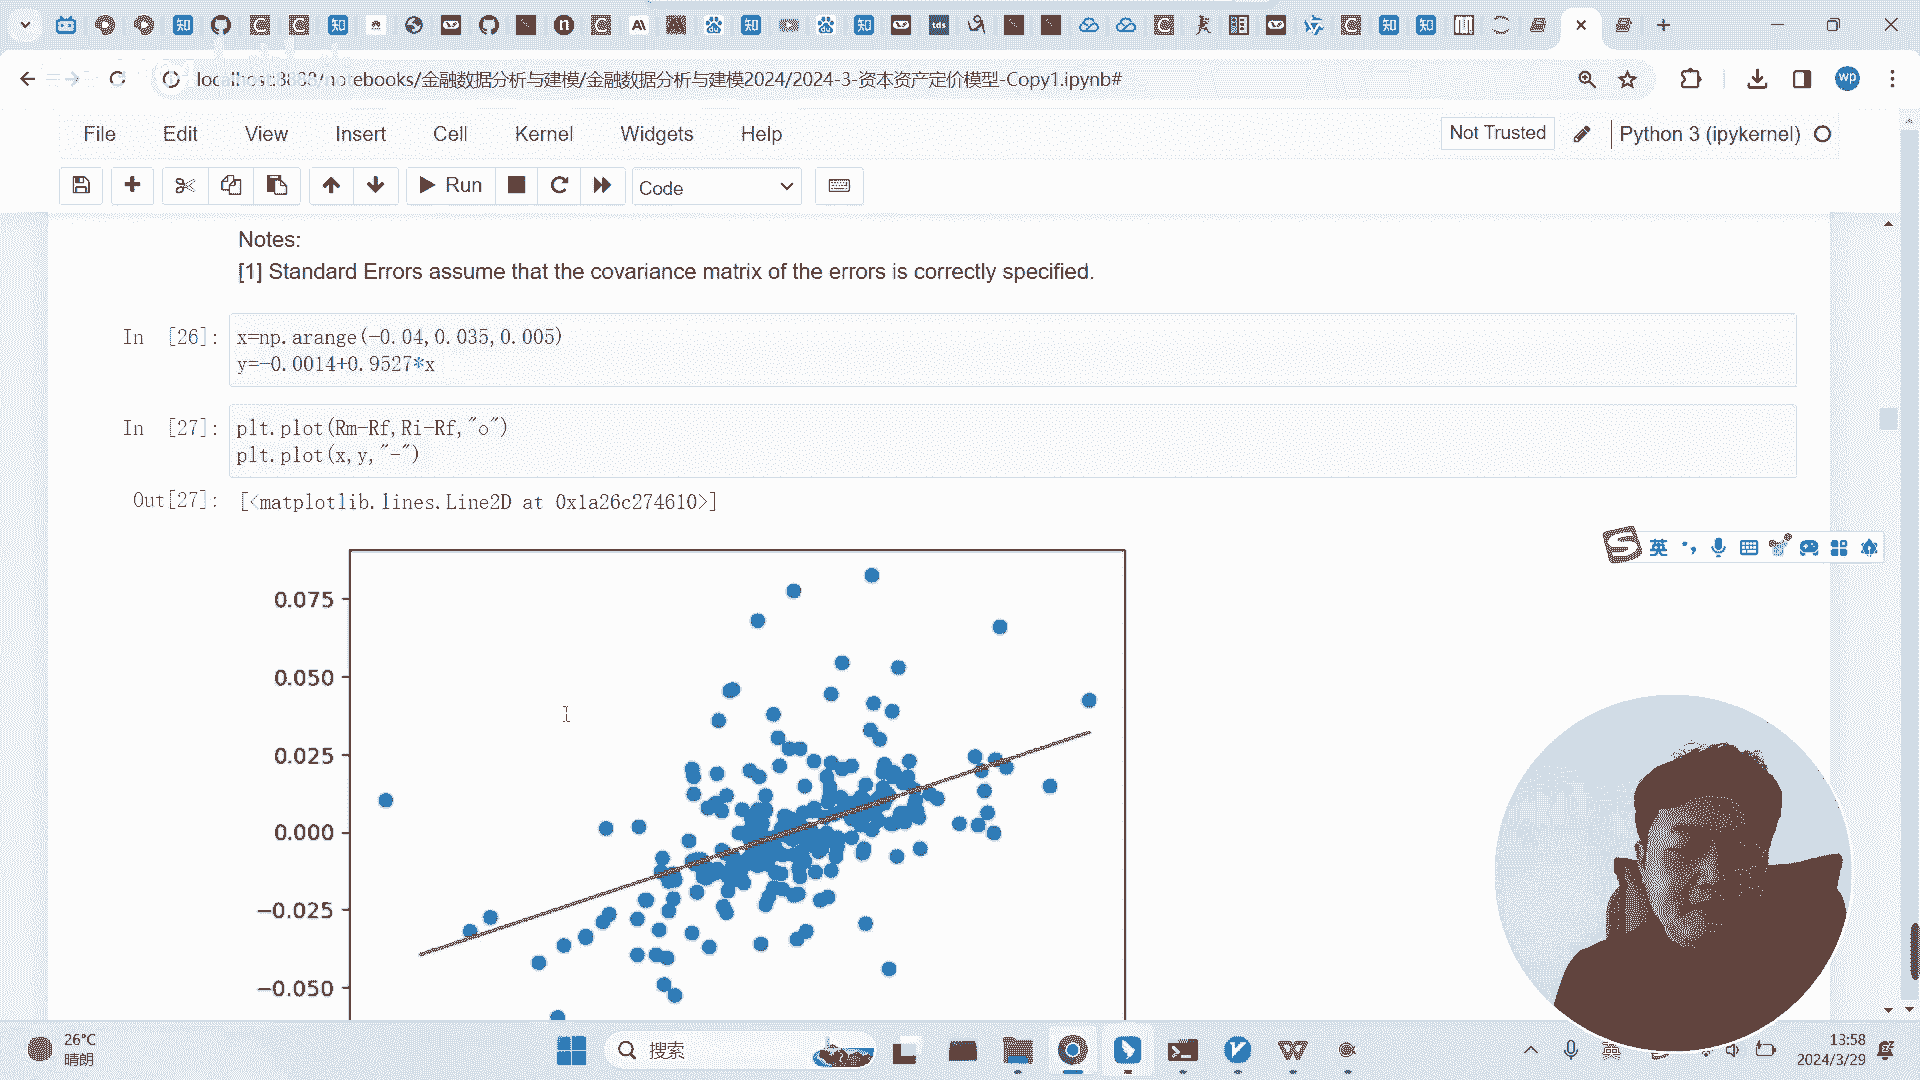 localhost:8888/notebooks/金融数据分析与建模/金融数据分析与建模2024/2024-3-资本资产定价模型-Copy1.ipynb#
wp
File Edit View Insert Cell Kernel Widgets Help
Not Trusted
Python 3 (ipykernel)
Run
Code
Notes:
[1] Standard Errors assume that the covariance matrix of the errors is correctly specified.
In [26]:
x=np.arange(-0.04,0.035,0.005)
y=-0.0014+0.9527*x
In [27]:
plt.plot(Rm-Rf,Ri-Rf,"o")
plt.plot(x,y,"-")
Out[27]:
[<matplotlib.lines.Line2D at 0x1a26c274610>]
英
0.075
0.050
0.025
0.000
−0.025
−0.050
26°C
晴朗
搜索
英
13:58
2024/3/29